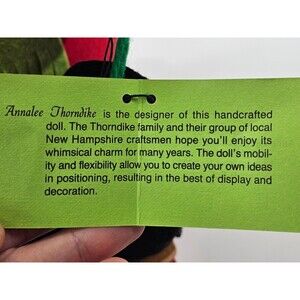 Annalee Thorndike is the designer of this handcrafted
doll. The Thorndike family and their group of local
New Hampshire craftsmen hope you'll enjoy its
whimsical charm for many years. The doll's mobil-
ity and flexibility allow you to create your own ideas
in positioning, resulting in the best of display and
decoration.